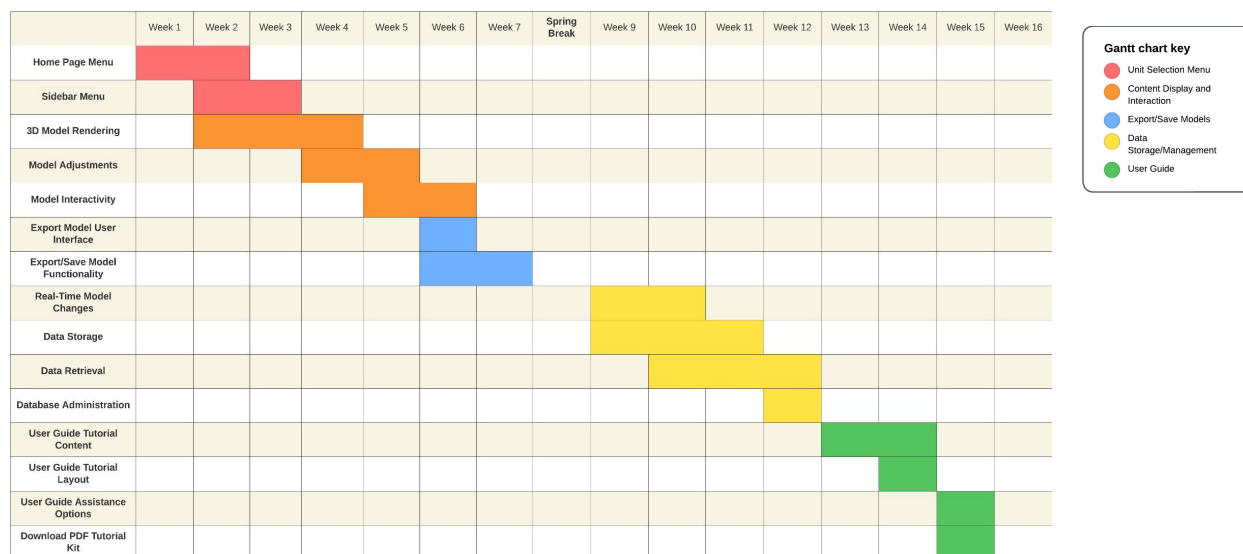 Week 1 Week 2 Week 3 Week 4 Week 5 Week 6 Week 7 Spring Break Week 9 Week 10 Week 11 Week 12 Week 13 Week 14 Week 15 Week 16
Home Page Menu
Sidebar Menu
3D Model Rendering
Model Adjustments
Model Interactivity
Export Model User
Interface
Export/Save Model
Functionality
Real-Time Model
Changes
Data Storage
Data Retrieval
Database Administration
User Guide Tutorial
Content
User Guide Tutorial
Layout
User Guide Assistance
Options
Download PDF Tutorial
Kit
Gantt chart key
Unit Selection Menu
Content Display and
Interaction
Export/Save Models
Data
Storage/Management
User Guide